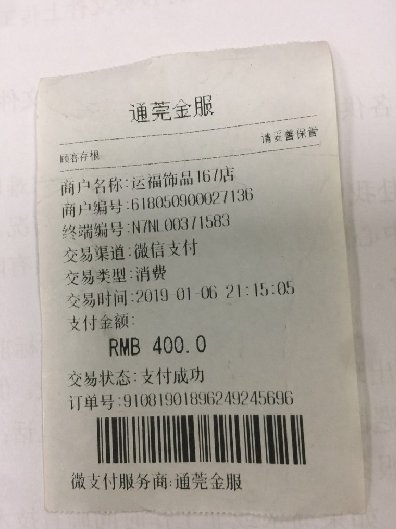 通莞金服
顾客存根 请妥善保管
商户名称:运福饰品167店
商户编号:618050900027136
终端编号:N7NL00371583
交易渠道:微信支付
交易类型:消费
交易时间:2019-01-06 21:15:05
支付金额:
RMB 400.0
交易状态:支付成功
订单号:91081901896249245696
微支付服务商:通莞金服